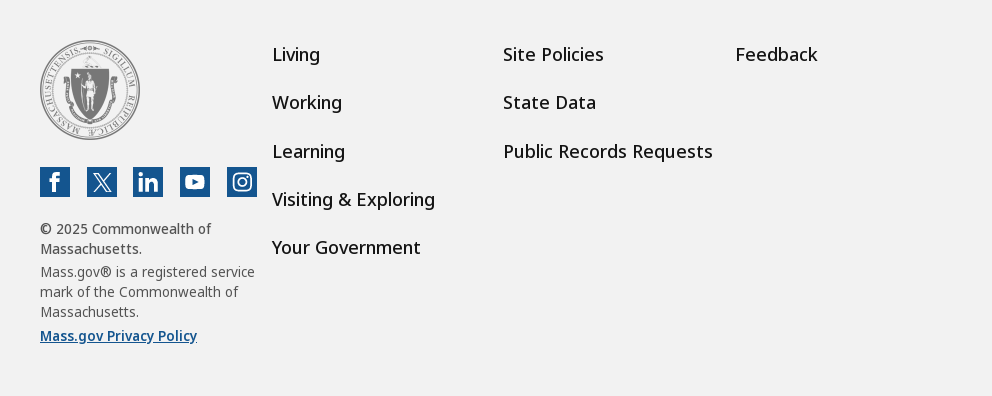 SIGILLUM REIPUBLICÆ MASSACHUSETTENSIS
© 2025 Commonwealth of
Massachusetts.
Mass.gov® is a registered service
mark of the Commonwealth of
Massachusetts.
Mass.gov Privacy Policy
Living
Working
Learning
Visiting & Exploring
Your Government
Site Policies
State Data
Public Records Requests
Feedback